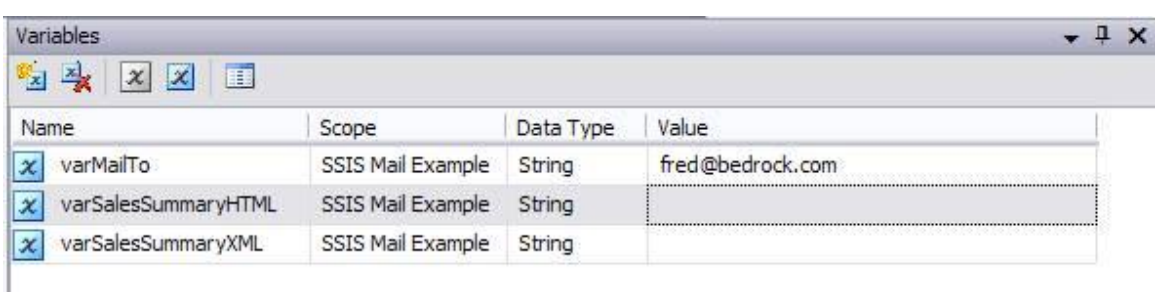 Variables
Name Scope Data Type Value
varMailTo SSIS Mail Example String fred@bedrock.com
varSalesSummaryHTML SSIS Mail Example String
varSalesSummaryXML SSIS Mail Example String